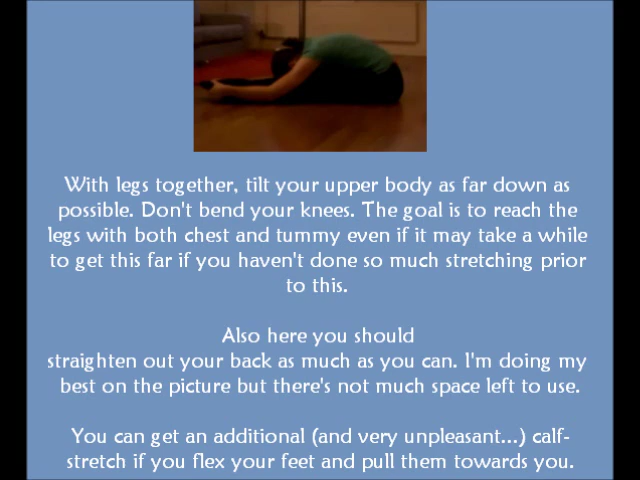 With legs together, tilt your upper body as far down as
possible. Don't bend your knees. The goal is to reach the
legs with both chest and tummy even if it may take a while
to get this far if you haven't done so much stretching prior
to this.
Also here you should
straighten out your back as much as you can. I'm doing my
best on the picture but there's not much space left to use.
You can get an additional (and very unpleasant...) calf-
stretch if you flex your feet and pull them towards you.